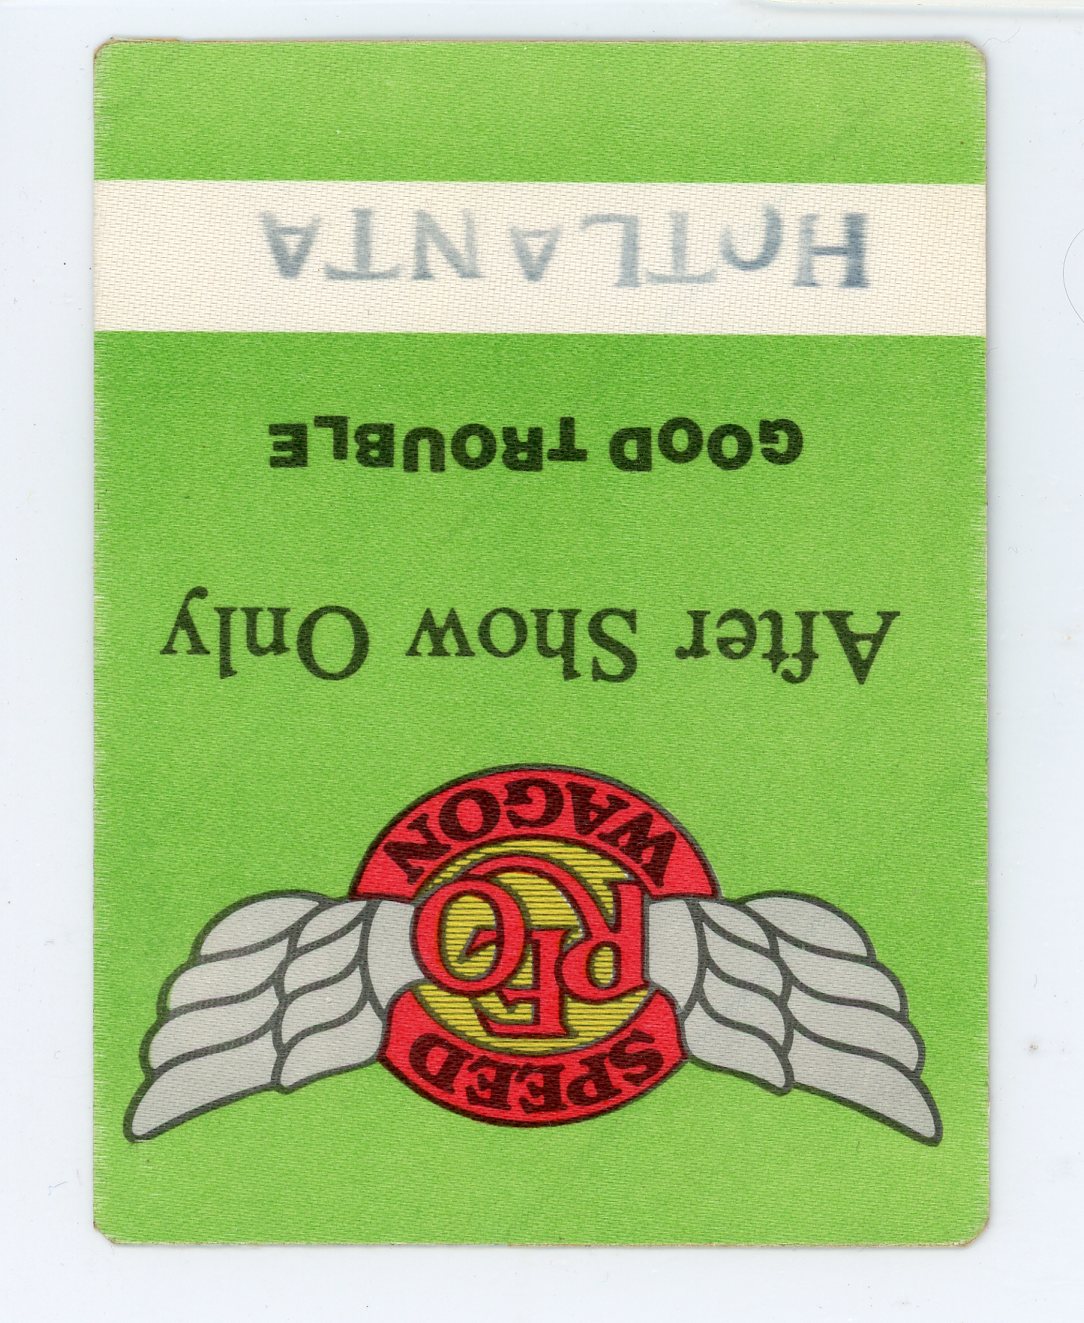 SPEED
REO
WAGON
After Show Only
GOOD TROUBLE
HOTLANTA